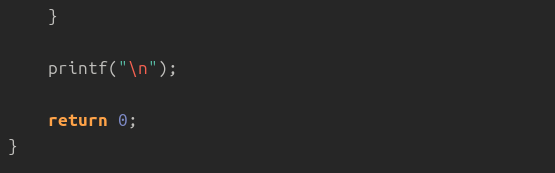 }

    printf("\n");

    return 0;
}